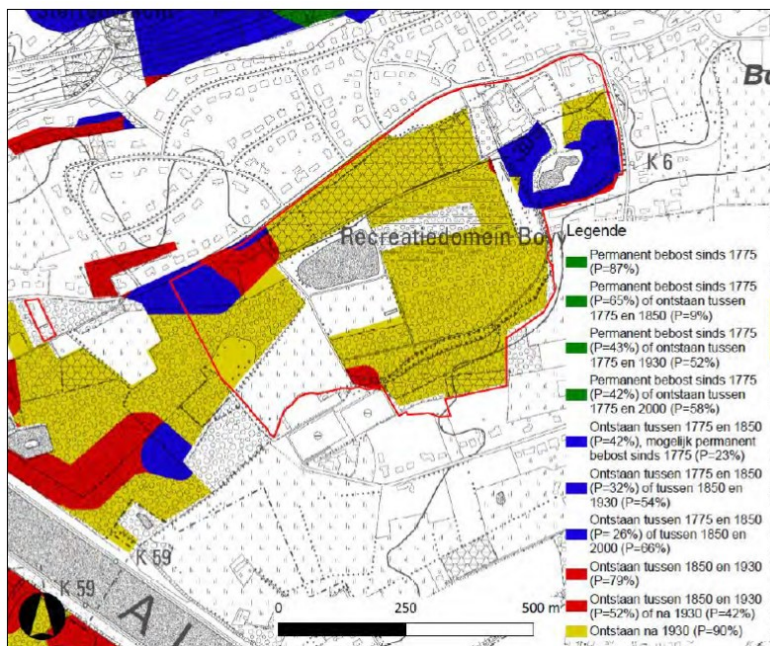 K 6
Recreatiedomein
Legende
Permanent bebost sinds 1775
(P=87%)
Permanent bebost sinds 1775
(P=65%) of ontstaan tussen
1775 en 1850 (P=9%)
Permanent bebost sinds 1775
(P=43%) of ontstaan tussen
1775 en 1930 (P=52%)
Permanent bebost sinds 1775
(P=42%) of ontstaan tussen
1775 en 2000 (P=58%)
Ontstaan tussen 1775 en 1850
(P=42%), mogelijk permanent
bebost sinds 1775 (P=23%)
Ontstaan tussen 1775 en 1850
(P=32%) of tussen 1850 en
1930 (P=54%)
Ontstaan tussen 1775 en 1850
(P= 26%) of tussen 1850 en
2000 (P=66%)
Ontstaan tussen 1850 en 1930
(P=79%)
Ontstaan tussen 1850 en 1930
(P=52%) of na 1930 (P=42%)
Ontstaan na 1930 (P=90%)
K 59
K 59
A
0 250 500 m